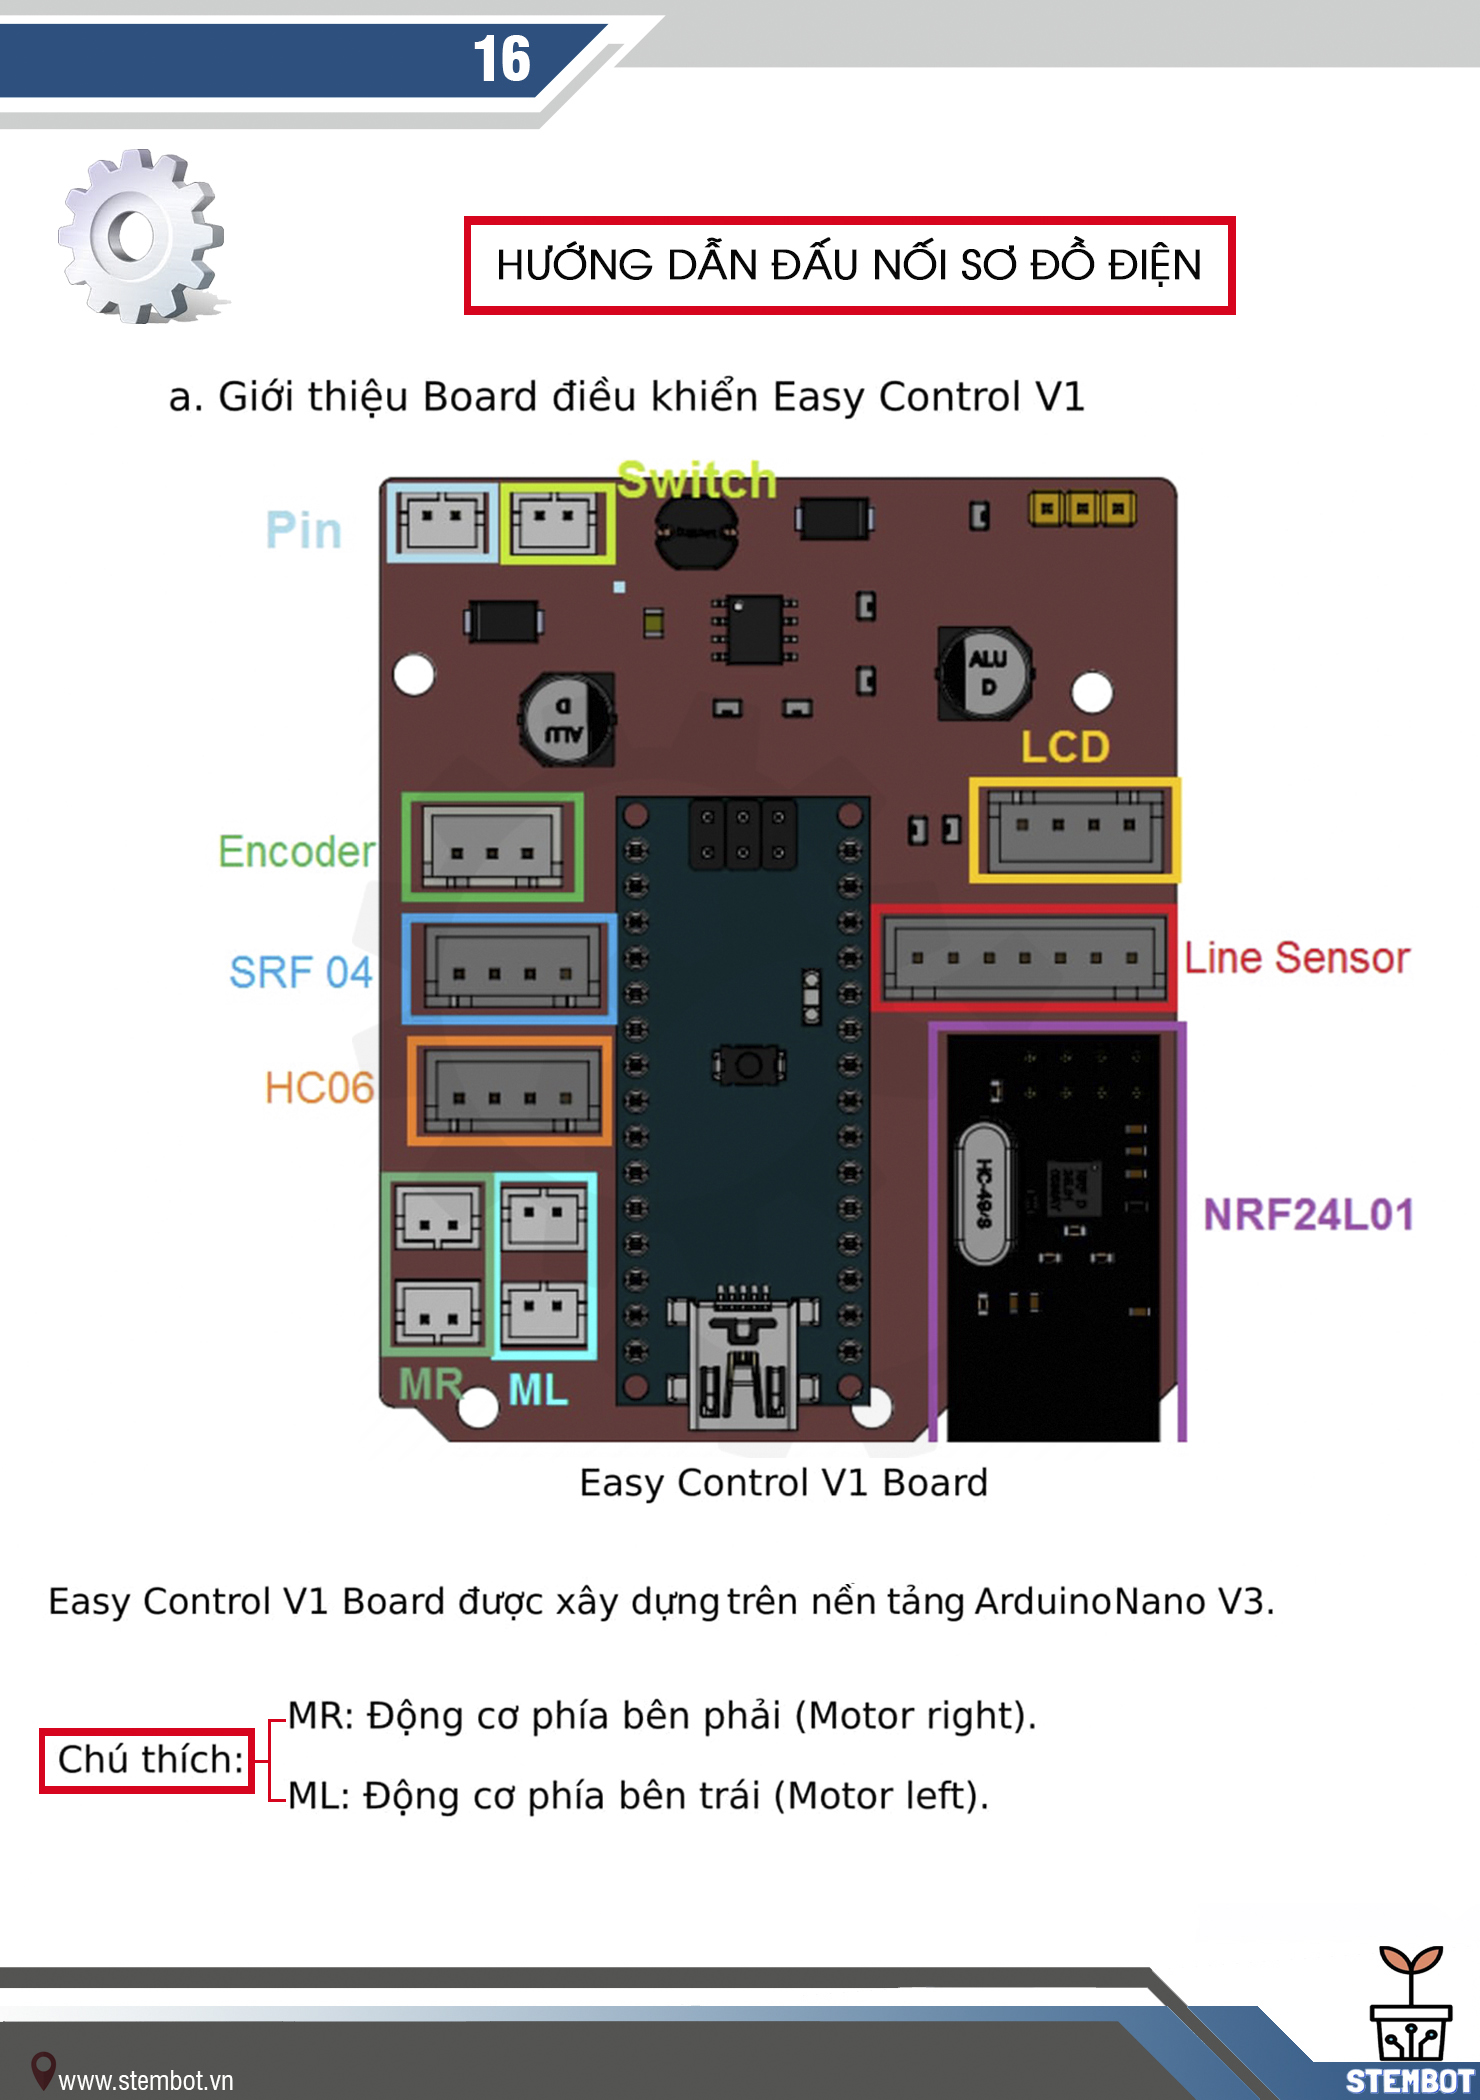 16
HƯỚNG DẪN ĐẤU NỐI SƠ ĐỒ ĐIỆN
a. Giới thiệu Board điều khiển Easy Control V1
Switch
Pin
ALU
D
ALU
D
LCD
Encoder
SRF 04
Line Sensor
HC06
HC-49/S
NRF24L01
MR
ML
Easy Control V1 Board
Easy Control V1 Board được xây dựng trên nền tảng ArduinoNano V3.
MR: Động cơ phía bên phải (Motor right).
Chú thích:
ML: Động cơ phía bên trái (Motor left).
www.stembot.vn
STEMBOT